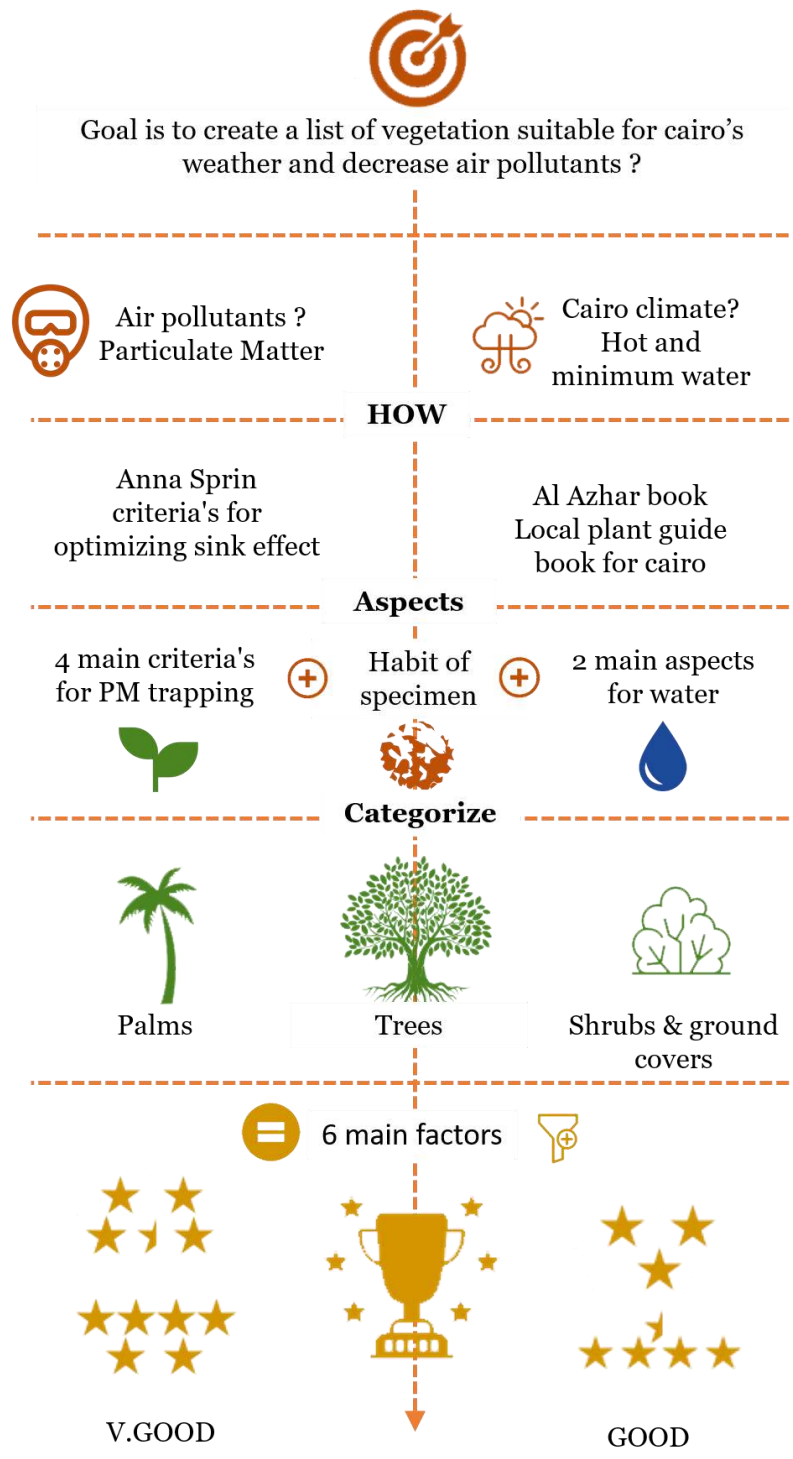 Goal is to create a list of vegetation suitable for cairo's
weather and decrease air pollutants ?
Air pollutants ?
Particulate Matter
Cairo climate?
Hot and
minimum water
HOW
Anna Sprin
criteria's for
optimizing sink effect
Al Azhar book
Local plant guide
book for cairo
Aspects
4 main criteria's
for PM trapping
Habit of
specimen
2 main aspects
for water
Categorize
Palms
Trees
Shrubs & ground
covers
6 main factors
V.GOOD
GOOD